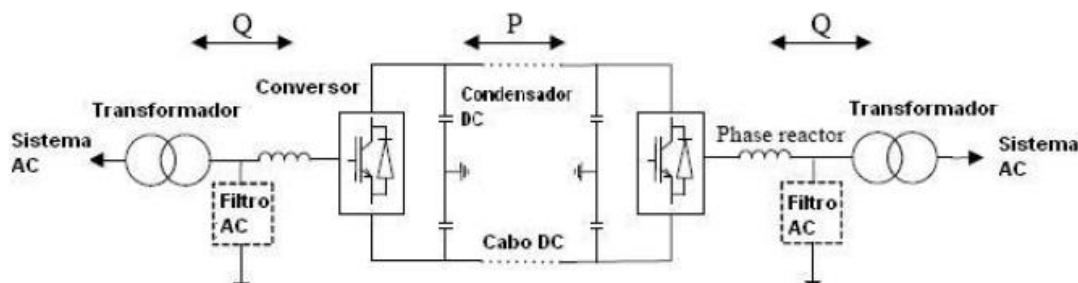 Q
P
Q
Conversor
Transformador
Sistema
AC
Filtro
AC
Condensador
DC
Cabo DC
Phase reactor
Transformador
Sistema
AC
Filtro
AC